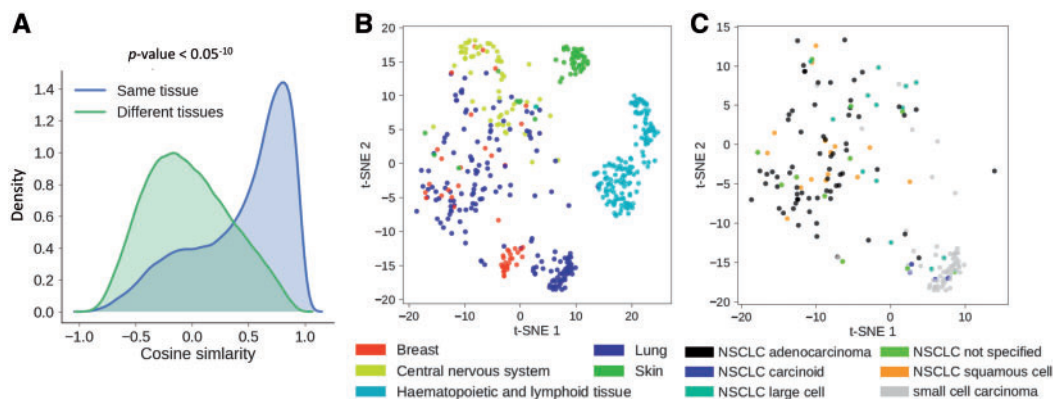 A
p-value < 0.05-10
Same tissue
Different tissues
Density
1.4
1.2
1.0
0.8
0.6
0.4
0.2
0.0
−1.0 −0.5 0.0 0.5 1.0
Cosine simlarity
B
t-SNE 2
20
15
10
5
0
−5
−10
−15
−20
−20 −10 0 10 20
t-SNE 1
Breast
Lung
Central nervous system
Skin
Haematopoietic and lymphoid tissue
C
t-SNE 2
15
10
5
0
−5
−10
−15
−20
−20 −10 0 10
t-SNE 1
NSCLC adenocarcinoma
NSCLC not specified
NSCLC carcinoid
NSCLC squamous cell
NSCLC large cell
small cell carcinoma